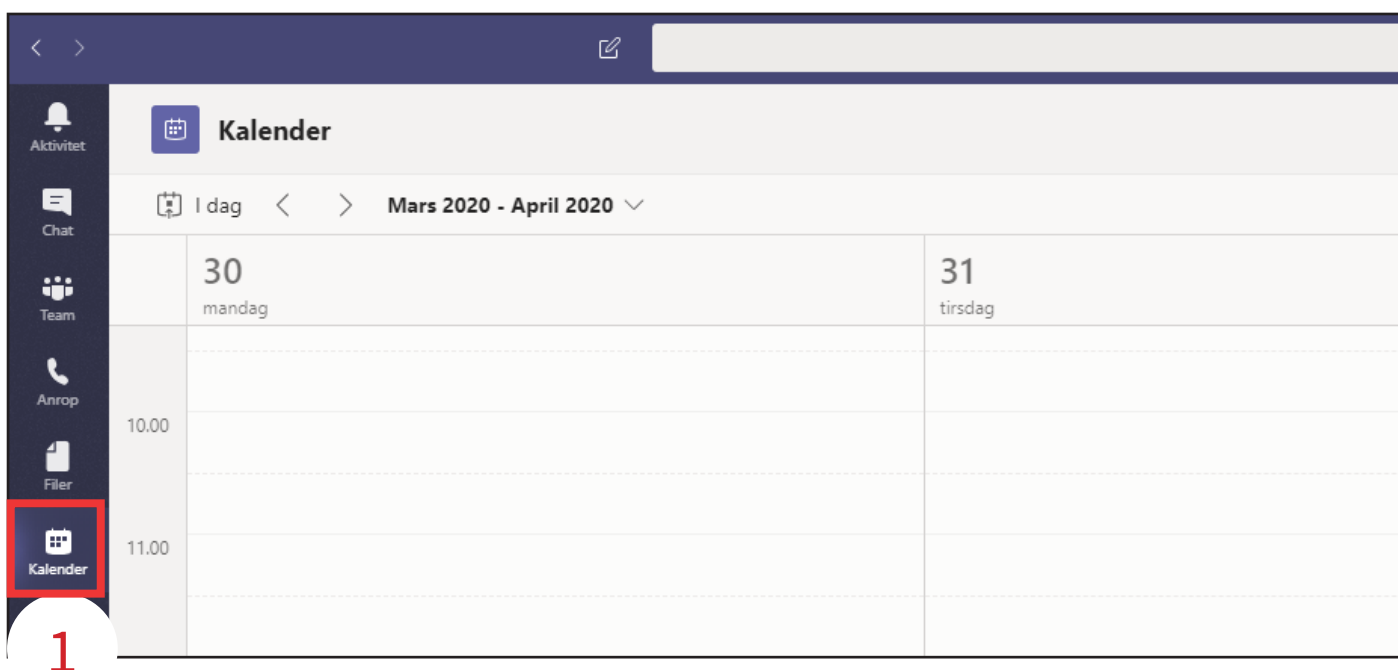 Aktivitet
Kalender
Chat
I dag
Mars 2020 - April 2020
Team
30
mandag
31
tirsdag
Anrop
10.00
Filer
11.00
Kalender
1